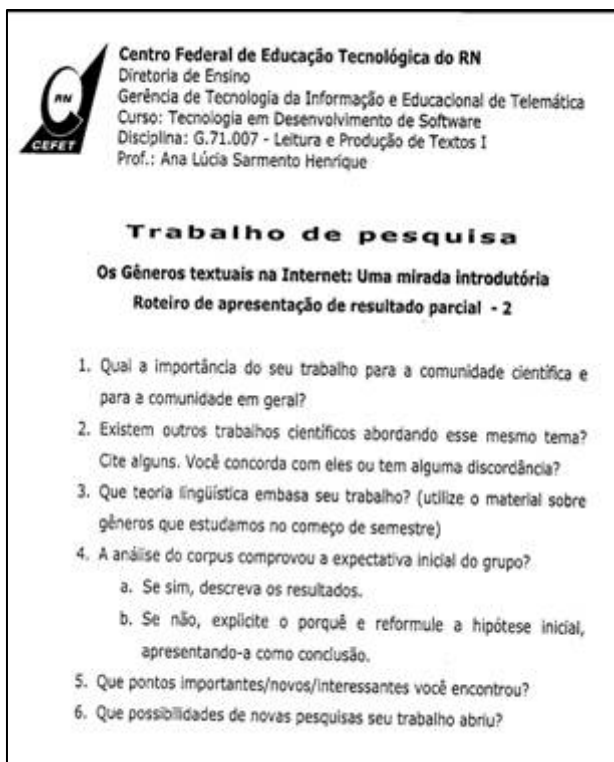 RN
CEFET
Centro Federal de Educação Tecnológica do RN
Diretoria de Ensino
Gerência de Tecnologia da Informação e Educacional de Telemática
Curso: Tecnologia em Desenvolvimento de Software
Disciplina: G.71.007 - Leitura e Produção de Textos I
Prof.: Ana Lúcia Sarmento Henrique
Trabalho de pesquisa
Os Gêneros textuais na Internet: Uma mirada introdutória
Roteiro de apresentação de resultado parcial - 2
1. Qual a importância do seu trabalho para a comunidade científica e
para a comunidade em geral?
2. Existem outros trabalhos científicos abordando esse mesmo tema?
Cite alguns. Você concorda com eles ou tem alguma discordância?
3. Que teoria lingüística embasa seu trabalho? (utilize o material sobre
gêneros que estudamos no começo de semestre)
4. A análise do corpus comprovou a expectativa inicial do grupo?
a. Se sim, descreva os resultados.
b. Se não, explicite o porquê e reformule a hipótese inicial,
apresentando-a como conclusão.
5. Que pontos importantes/novos/interessantes você encontrou?
6. Que possibilidades de novas pesquisas seu trabalho abriu?